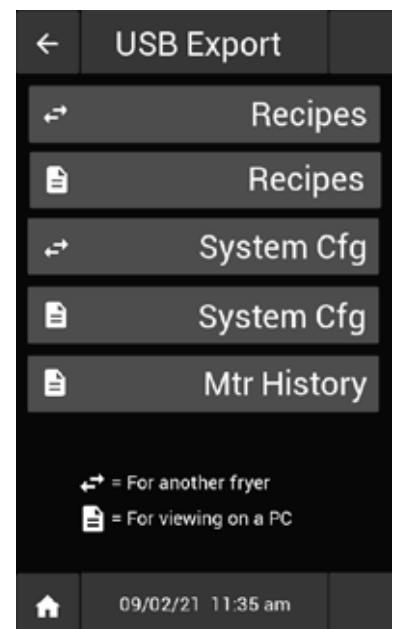 USB Export
Recipes
Recipes
System Cfg
System Cfg
Mtr History
= For another fryer
= For viewing on a PC
09/02/21 11:35 am